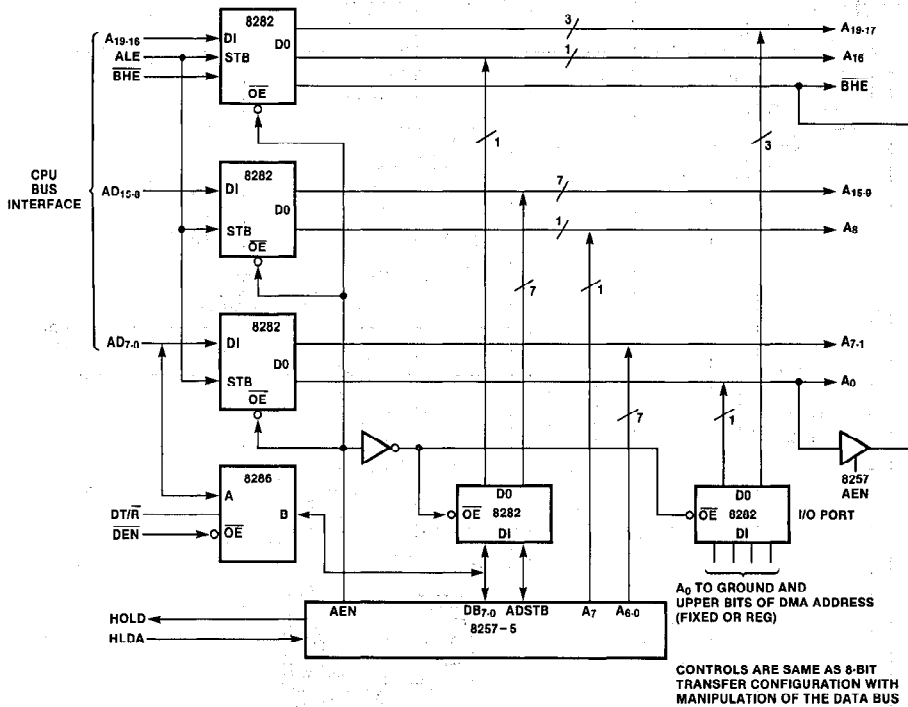 8282
3
A19-16
DI
D0
A19-17
ALE
STB
1
A16
BHE
OE
BHE
1
3
CPU
BUS
INTERFACE
8282
AD15-8
DI
7
A15-9
D0
STB
1
A8
OE
7
1
8282
AD7-0
DI
A7-1
D0
STB
A0
OE
7
1
8286
8257
AEN
A
D0
D0
DT/R
B
OE
8282
OE
8282
I/O PORT
DEN
OE
DI
DI
A0 TO GROUND AND
UPPER BITS OF DMA ADDRESS
(FIXED OR REG)
AEN
DB7-0
ADSTB
A7
A6-0
HOLD
8257-5
HLDA
CONTROLS ARE SAME AS 8-BIT
TRANSFER CONFIGURATION WITH
MANIPULATION OF THE DATA BUS